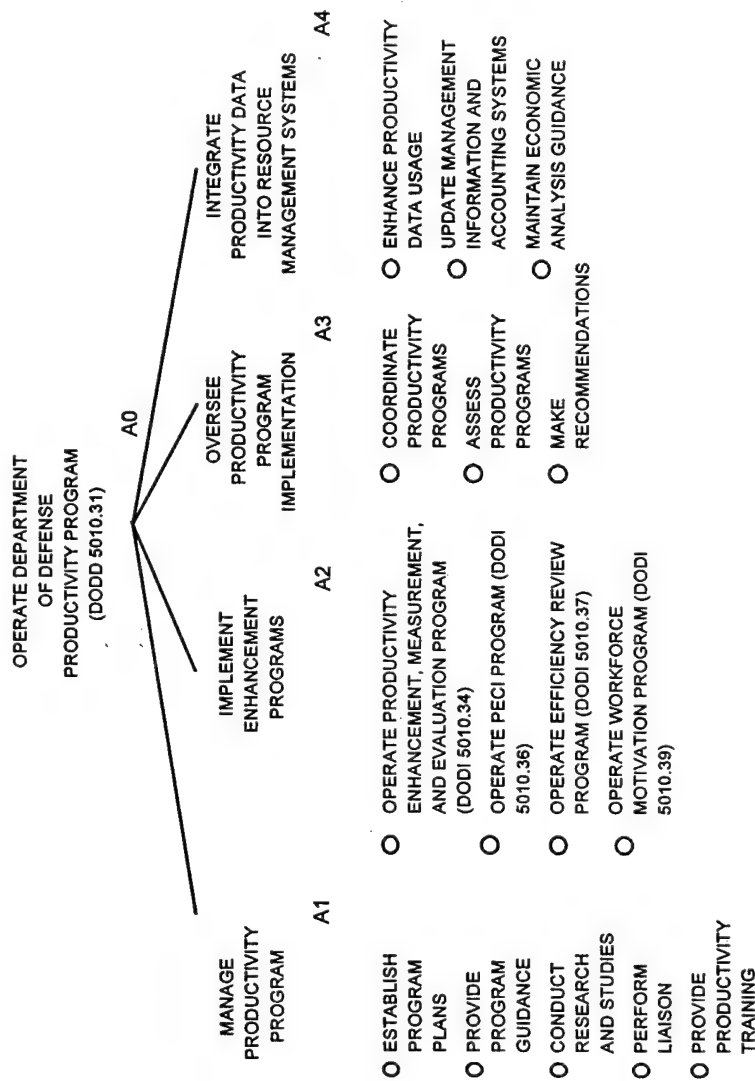 OPERATE DEPARTMENT
OF DEFENSE
PRODUCTIVITY PROGRAM
(DODD 5010.31)
A0
MANAGE
PRODUCTIVITY
PROGRAM
A1
IMPLEMENT
ENHANCEMENT
PROGRAMS
A2
OVERSEE
PRODUCTIVITY
PROGRAM
IMPLEMENTATION
A3
INTEGRATE
PRODUCTIVITY DATA
INTO RESOURCE
MANAGEMENT SYSTEMS
A4
O ESTABLISH
PROGRAM
PLANS
O PROVIDE
PROGRAM
GUIDANCE
O CONDUCT
RESEARCH
AND STUDIES
O PERFORM
LIAISON
O PROVIDE
PRODUCTIVITY
TRAINING
O OPERATE PRODUCTIVITY
ENHANCEMENT, MEASUREMENT,
AND EVALUATION PROGRAM
(DODI 5010.34)
O OPERATE PECI PROGRAM (DODI
5010.36)
O OPERATE EFFICIENCY REVIEW
PROGRAM (DODI 5010.37)
O OPERATE WORKFORCE
MOTIVATION PROGRAM (DODI
5010.39)
O COORDINATE
PRODUCTIVITY
PROGRAMS
O ASSESS
PRODUCTIVITY
PROGRAMS
O MAKE
RECOMMENDATIONS
O ENHANCE PRODUCTIVITY
DATA USAGE
O UPDATE MANAGEMENT
INFORMATION AND
ACCOUNTING SYSTEMS
O MAINTAIN ECONOMIC
ANALYSIS GUIDANCE